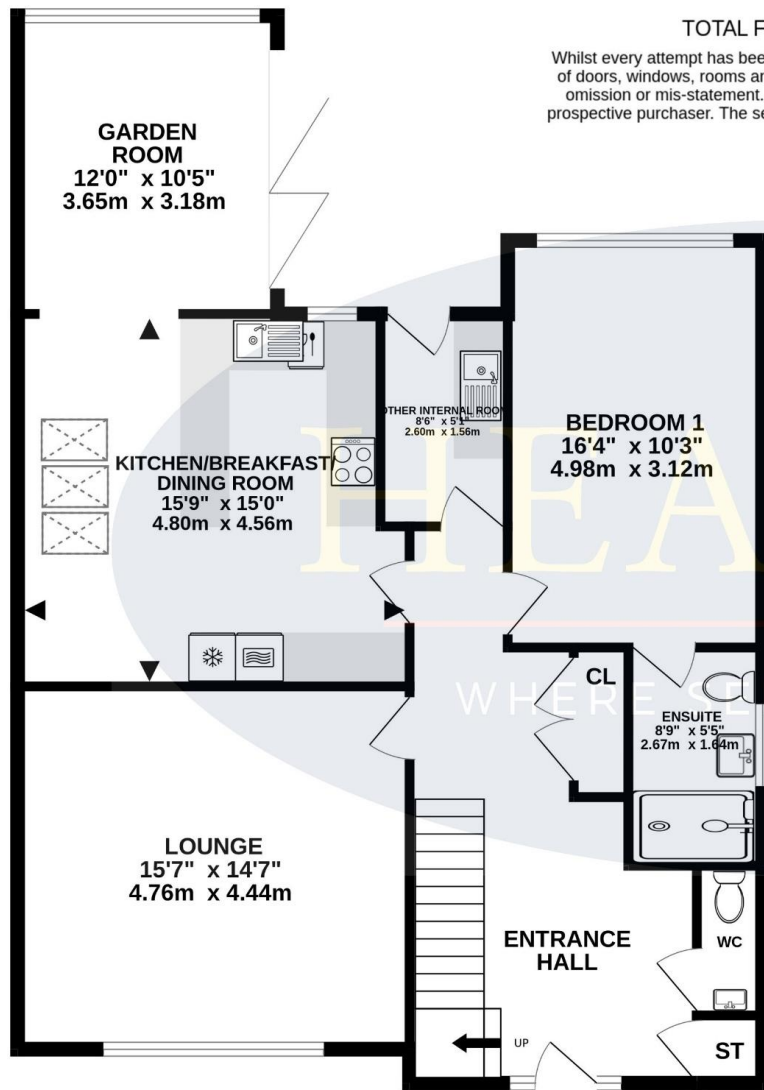 TOTAL F
Whilst every attempt has bee
of doors, windows, rooms ar
omission or mis-statement.
prospective purchaser. The se
GARDEN
ROOM
12'0" x 10'5"
3.65m x 3.18m
OTHER INTERNAL ROOM
8'6" x 5'1"
2.60m x 1.56m
BEDROOM 1
16'4" x 10'3"
4.98m x 3.12m
KITCHEN/BREAKFAST/
DINING ROOM
15'9" x 15'0"
4.80m x 4.56m
HEA
WHERE SE
CL
ENSUITE
8'9" x 5'5"
2.67m x 1.64m
LOUNGE
15'7" x 14'7"
4.76m x 4.44m
ENTRANCE
HALL
WC
UP
ST